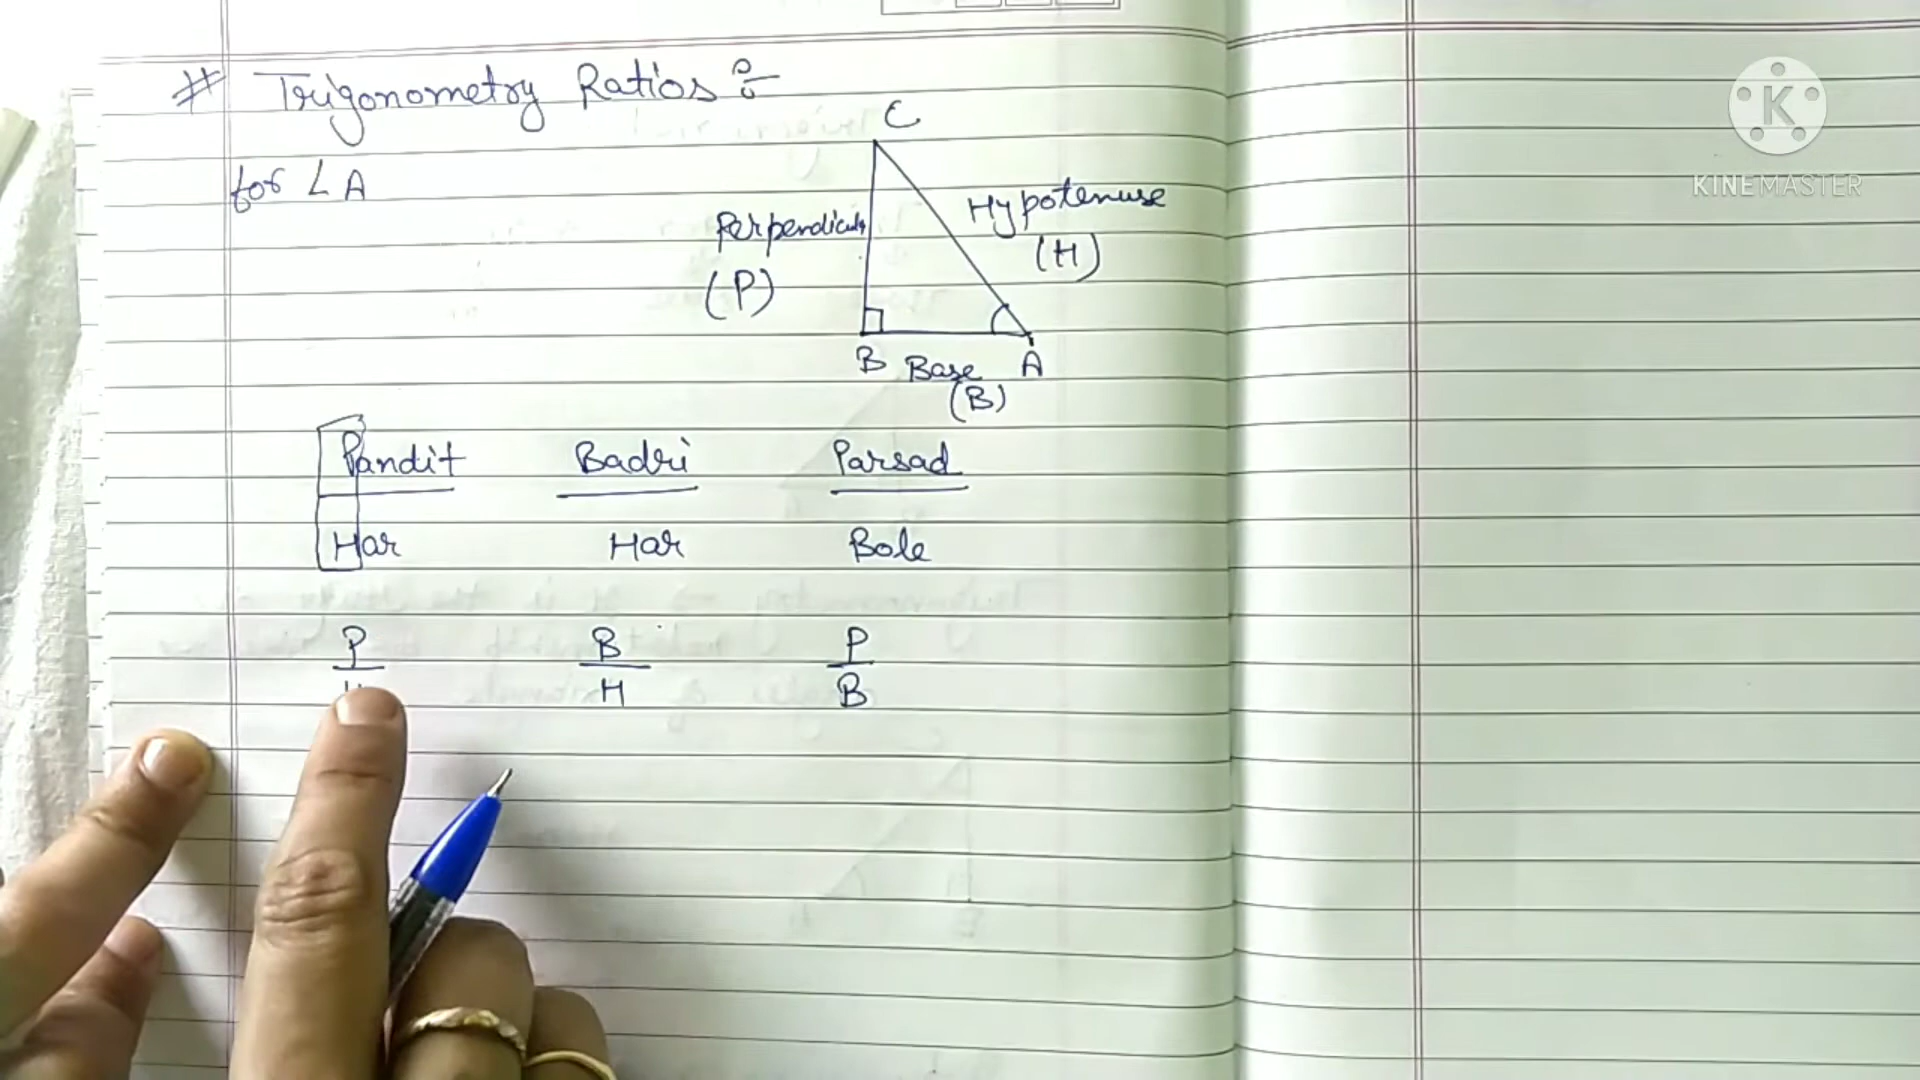 # Trigonometry Ratios :-
for ∠A
C
Perpendicular
(P)
Hypotenuse
(H)
B Base A
(B)
Pandit Badri Parsad
Har Har Bole
P B P
H B
KINEMASTER